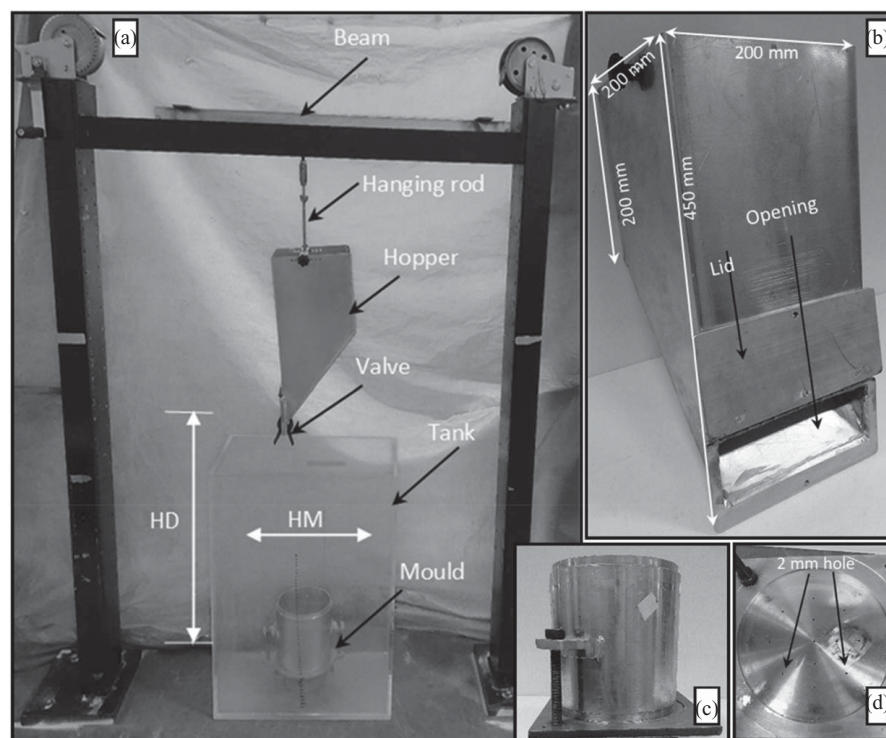 (a)
Beam
Hanging rod
Hopper
Valve
Tank
HD
HM
Mould
(b)
200 mm
200 mm
200 mm
450 mm
Opening
Lid
(c)
2 mm hole
(d)